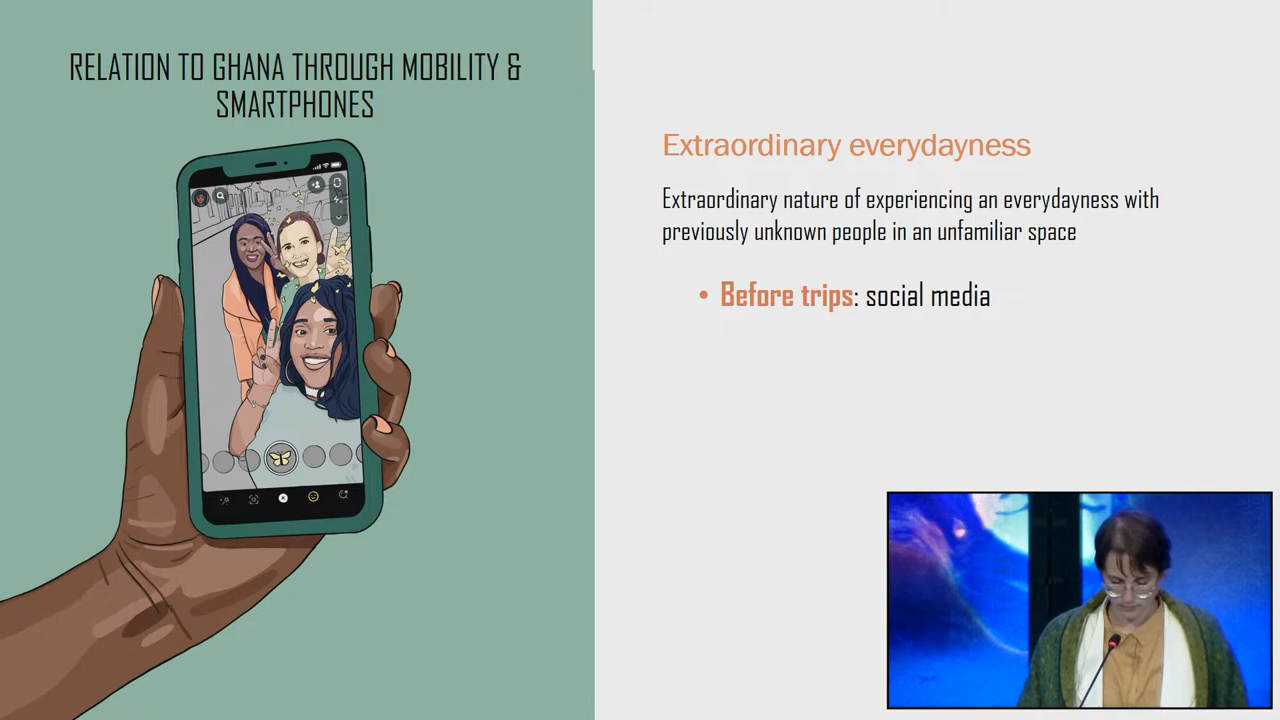 RELATION TO GHANA THROUGH MOBILITY &
SMARTPHONES
Extraordinary everydayness
Extraordinary nature of experiencing an everydayness with
previously unknown people in an unfamiliar space
• Before trips: social media